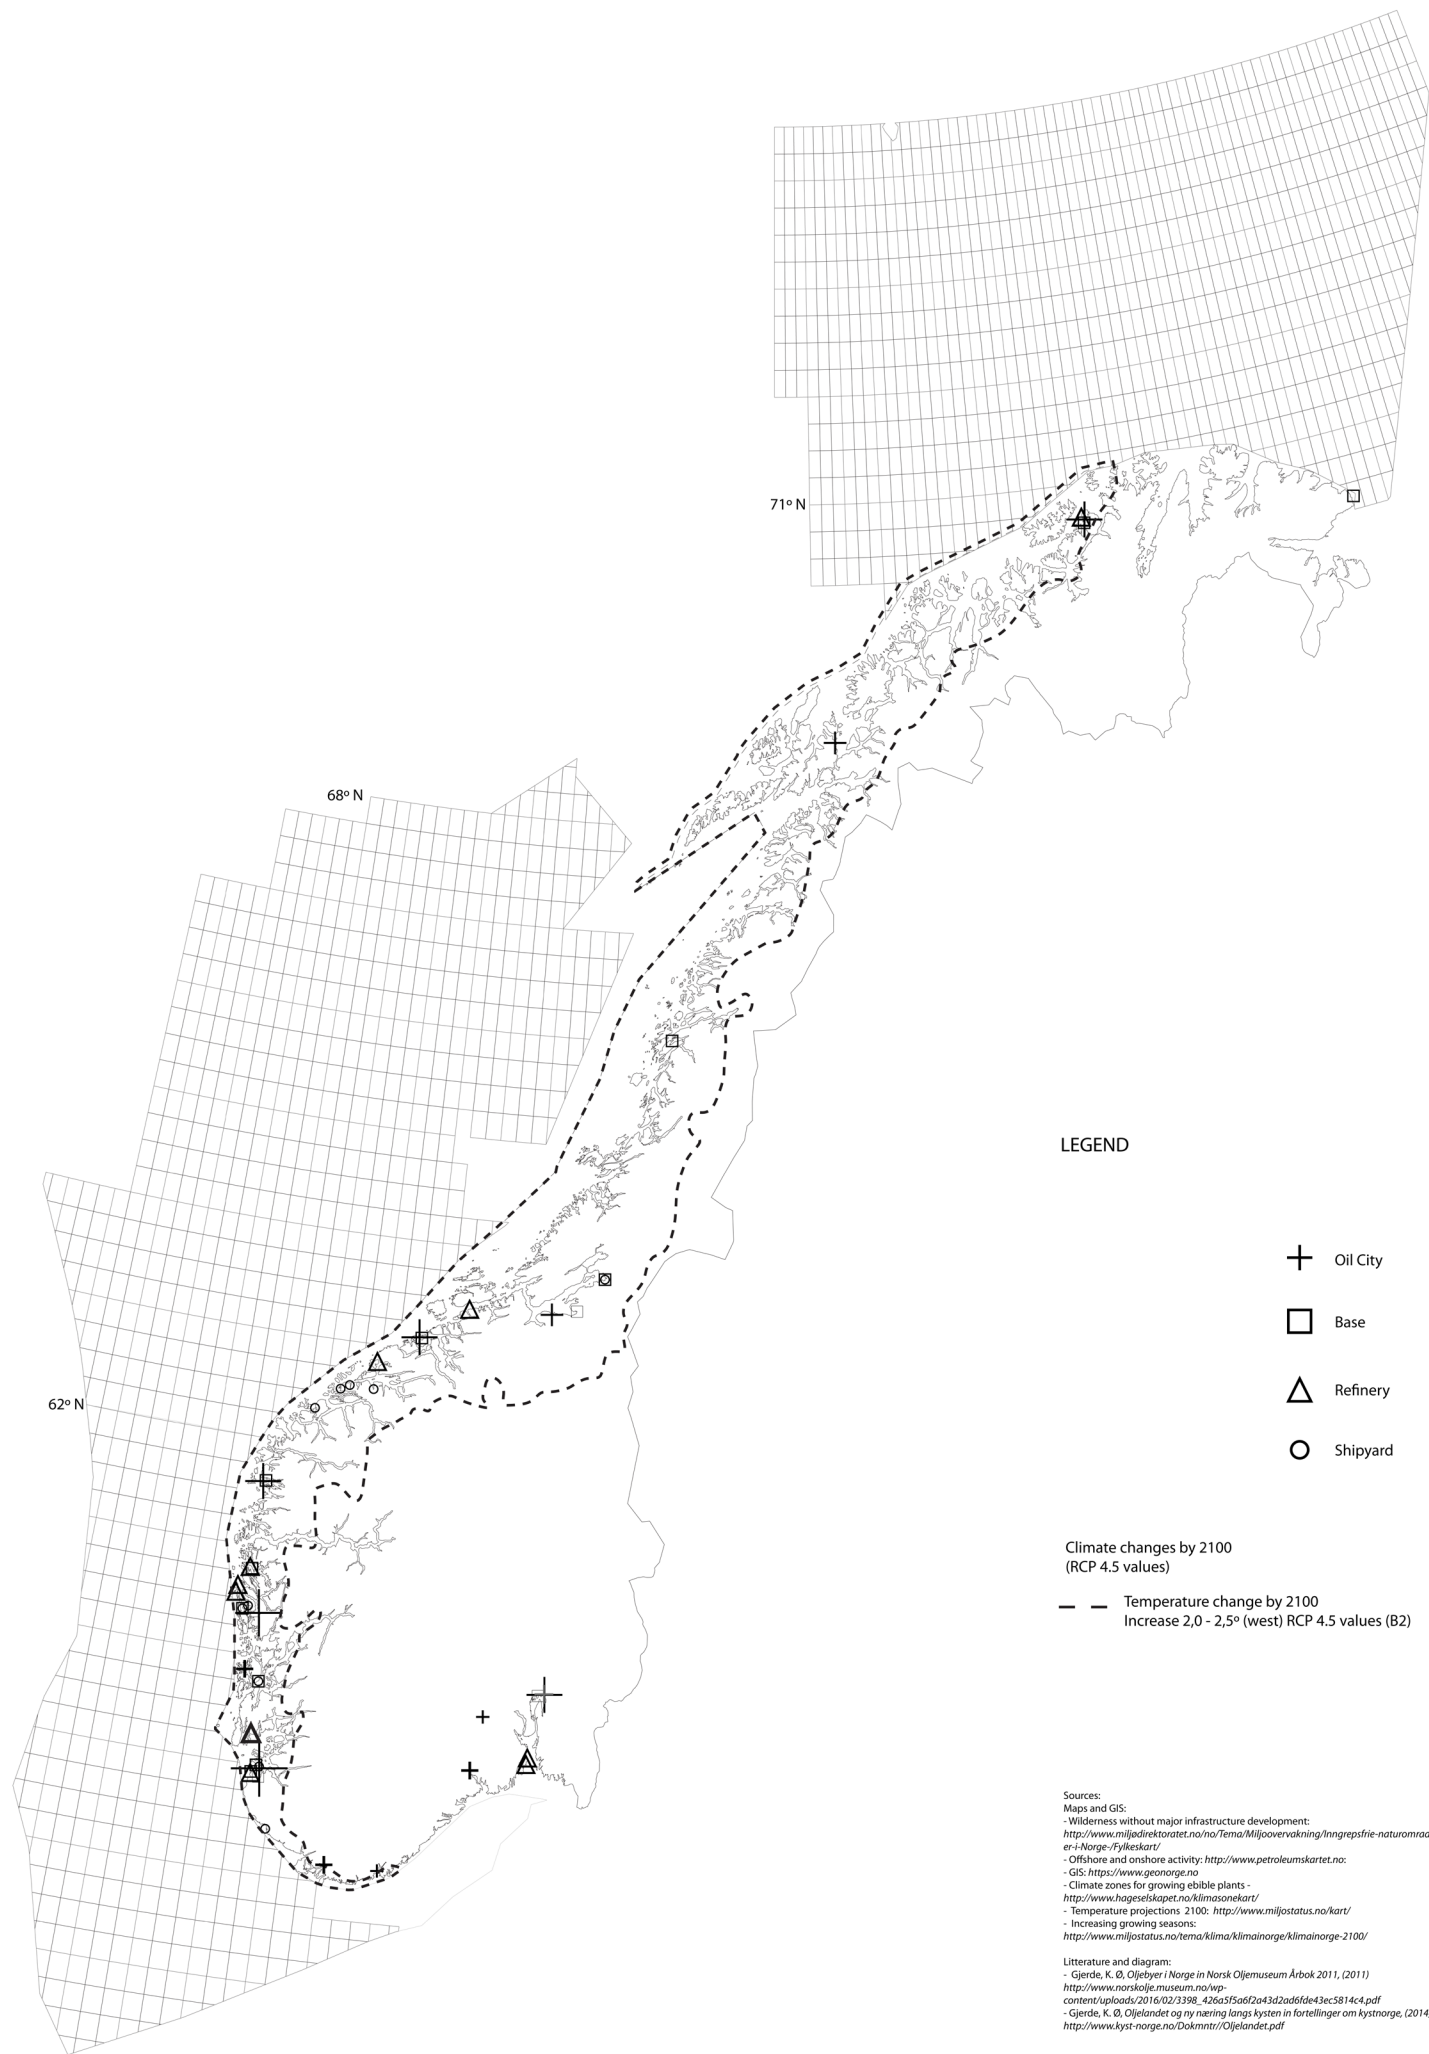 71º N
68º N
62º N
LEGEND
Oil City
Base
Refinery
Shipyard
Climate changes by 2100
(RCP 4.5 values)
Temperature change by 2100
Increase 2,0 - 2,5º (west) RCP 4.5 values (B2)
Sources:
Maps and GIS:
- Wilderness without major infrastructure development:
http://www.miljødirektoratet.no/no/Tema/Miljoovervakning/Inngrepsfrie-naturomrad
er-i-Norge-/Fylkeskart/
- Offshore and onshore activity: http://www.petroleumskartet.no:
- GIS: https://www.geonorge.no
- Climate zones for growing ebible plants -
http://www.hageselskapet.no/klimasonekart/
- Temperature projections 2100: http://www.miljostatus.no/kart/
- Increasing growing seasons:
http://www.miljostatus.no/tema/klima/klimainorge/klimainorge-2100/
Litterature and diagram:
- Gjerde, K. Ø, Oljebyer i Norge in Norsk Oljemuseum Årbok 2011, (2011)
http://www.norskolje.museum.no/wp-
content/uploads/2016/02/3398_426a5f5a6f2a43d2ad6fde43ec5814c4.pdf
- Gjerde, K. Ø, Oljelandet og ny næring langs kysten in fortellinger om kystnorge, (2014
http://www.kyst-norge.no/Dokmntr//Oljelandet.pdf